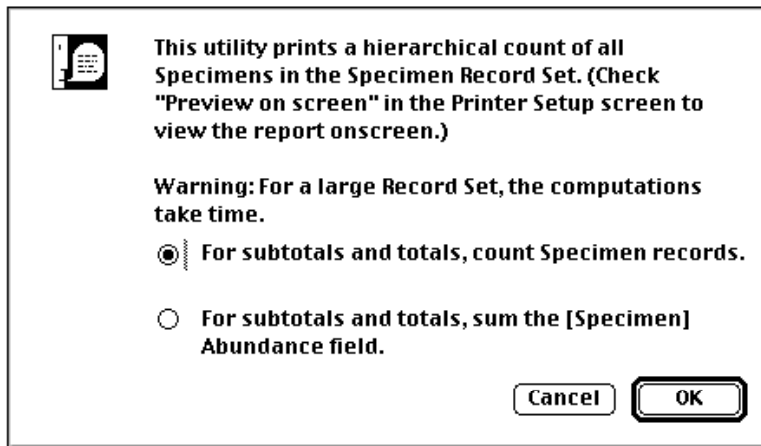 This utility prints a hierarchical count of all
Specimens in the Specimen Record Set. (Check
"Preview on screen" in the Printer Setup screen to
view the report onscreen.)
Warning: For a large Record Set, the computations
take time.
For subtotals and totals, count Specimen records.
For subtotals and totals, sum the [Specimen]
Abundance field.
Cancel
OK